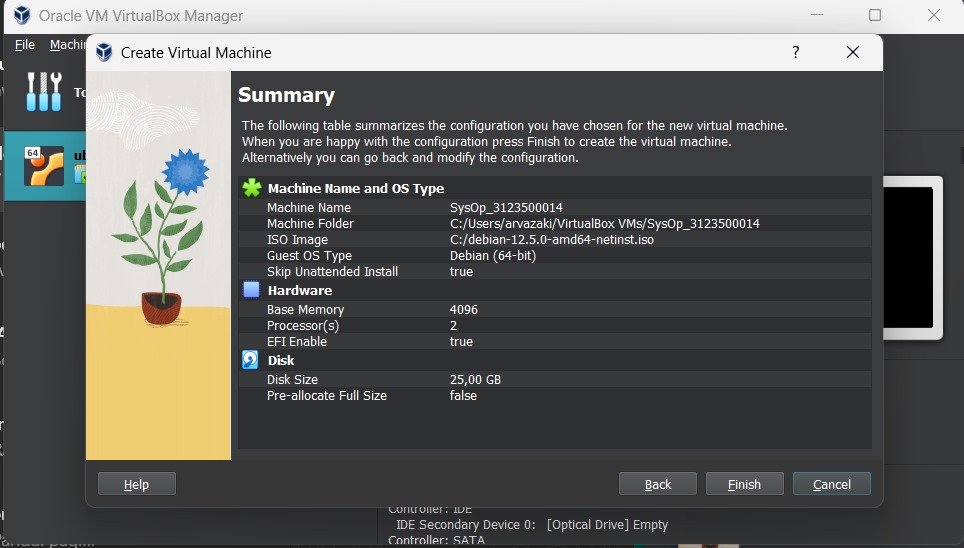 Oracle VM VirtualBox Manager
File Machin
Create Virtual Machine ?
To
64 ub
Summary
The following table summarizes the configuration you have chosen for the new virtual machine.
When you are happy with the configuration press Finish to create the virtual machine.
Alternatively you can go back and modify the configuration.
Machine Name and OS Type
Machine Name SysOp_3123500014
Machine Folder C:/Users/arvazaki/VirtualBox VMs/SysOp_3123500014
ISO Image C:/debian-12.5.0-amd64-netinst.iso
Guest OS Type Debian (64-bit)
Skip Unattended Install true
Hardware
Base Memory 4096
Processor(s) 2
EFI Enable true
Disk
Disk Size 25,00 GB
Pre-allocate Full Size false
Help Back Finish Cancel
Controller: IDE
IDE Secondary Device 0: [Optical Drive] Empty
Controller: SATA